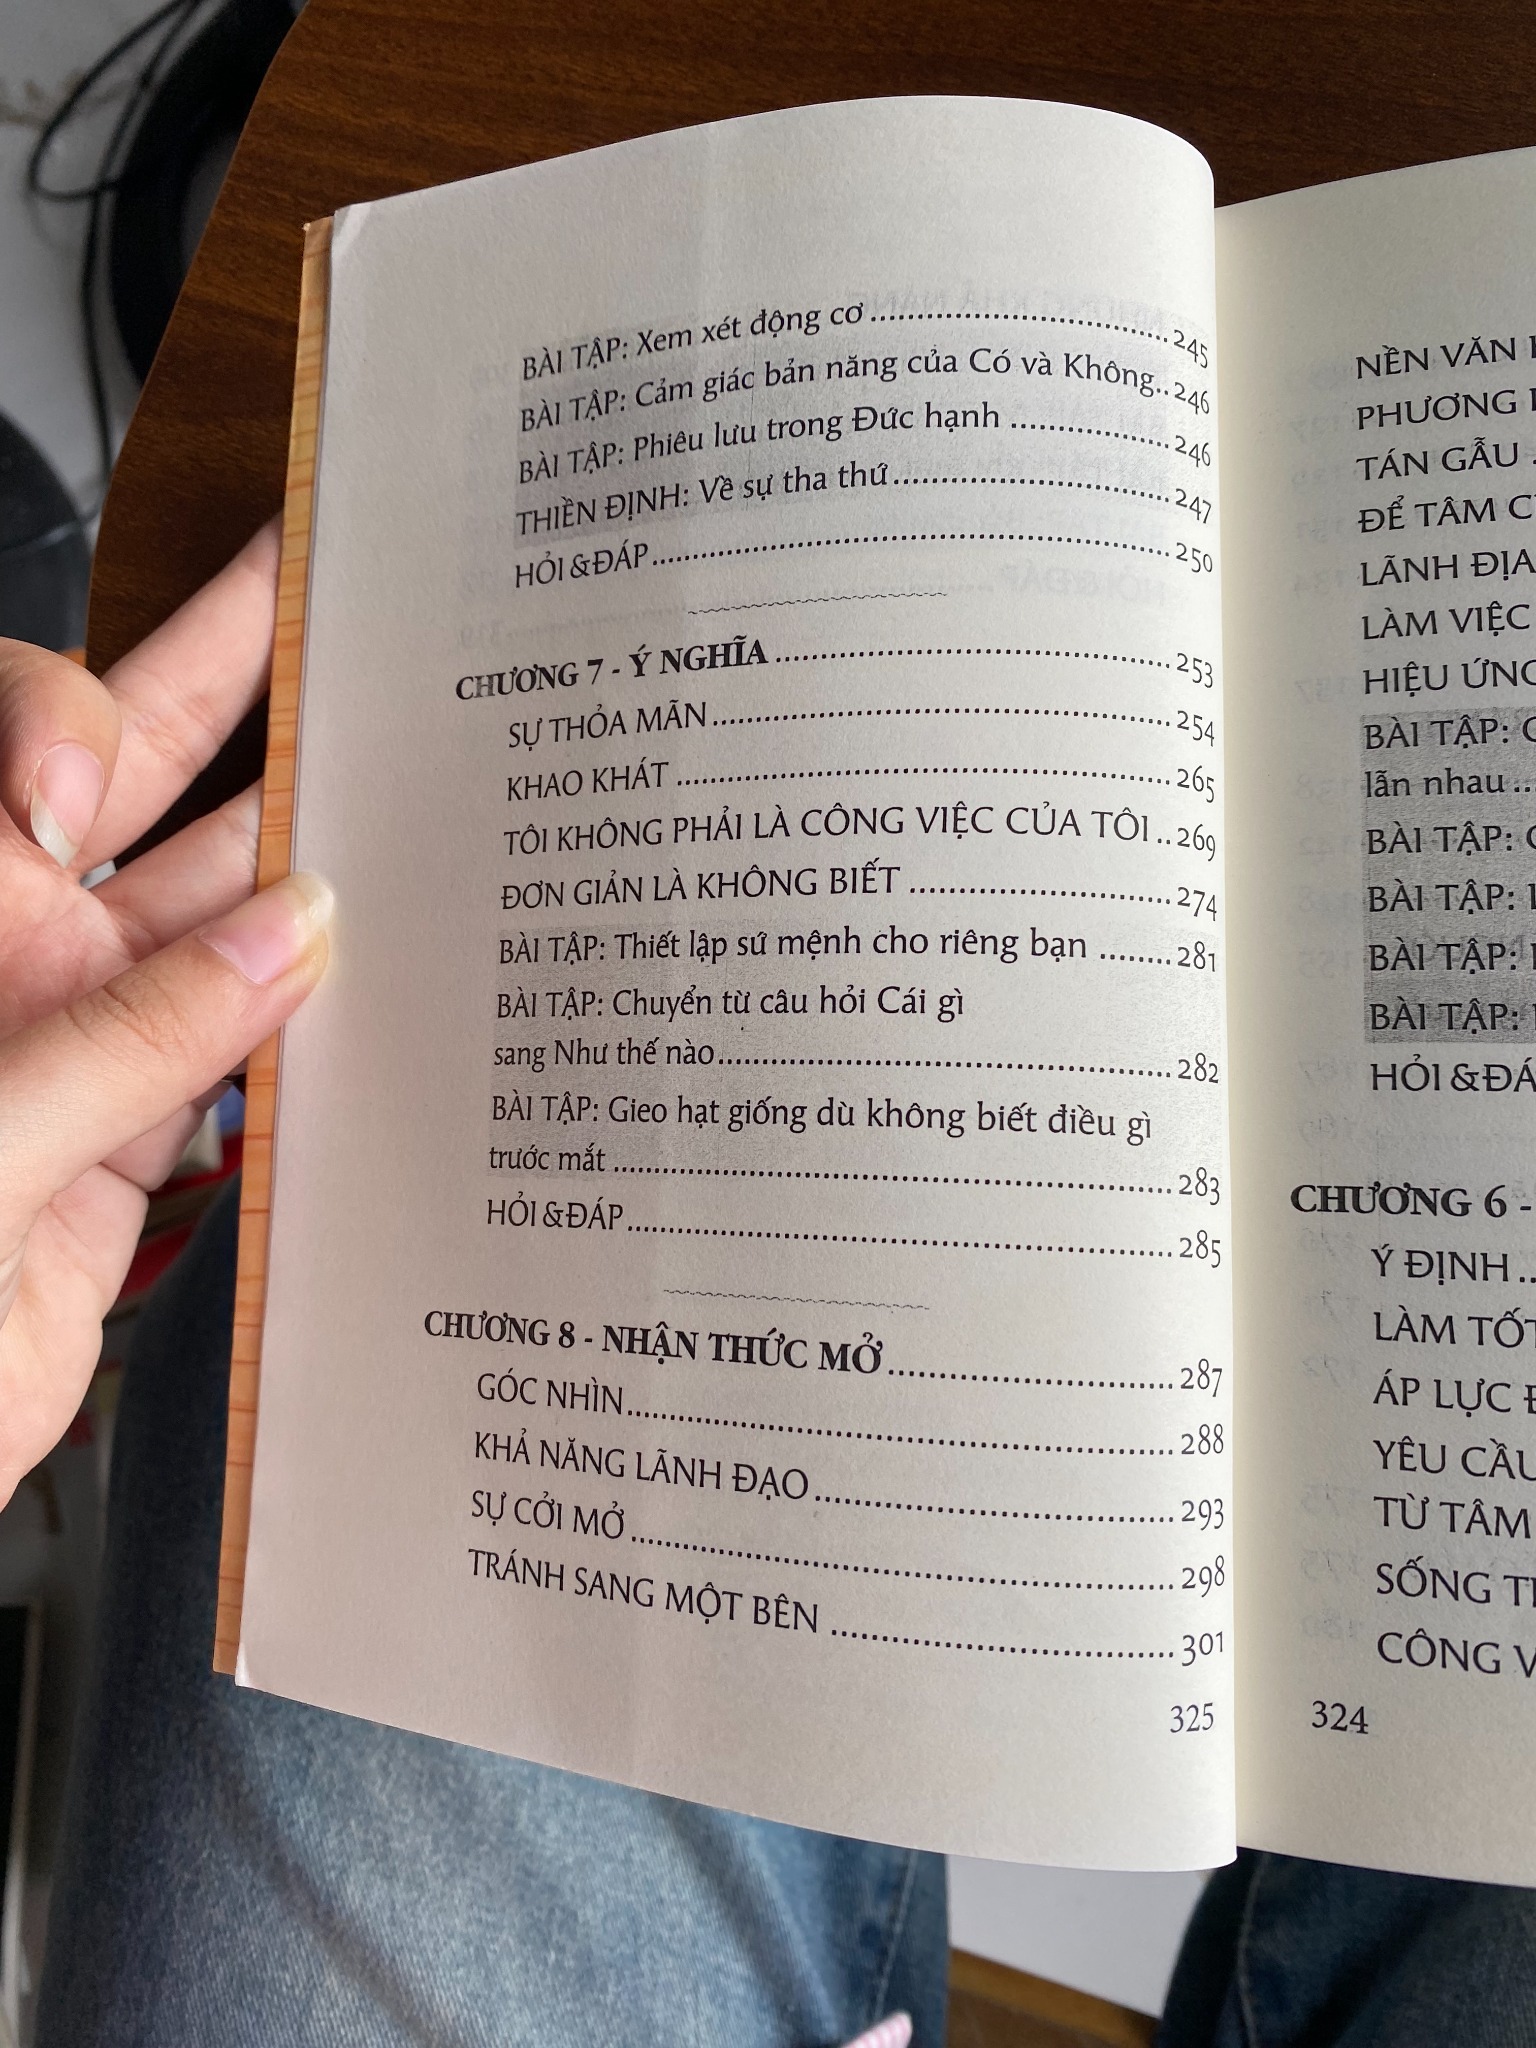 BÀI TẬP: Xem xét động cơ ........................................ 245
BÀI TẬP: Cảm giác bản năng của Có và Không.. 246
BÀI TẬP: Phiêu lưu trong Đức hạnh ..................... 246
THIỀN ĐỊNH: Về sự tha thứ ..................................... 247
HỎI &ĐÁP ..................................................................... 250
CHƯƠNG 7 - Ý NGHĨA ..................................................... 253
SỰ THỎA MÃN ............................................................. 254
KHAO KHÁT .................................................................. 265
TÔI KHÔNG PHẢI LÀ CÔNG VIỆC CỦA TÔI .. 269
ĐƠN GIẢN LÀ KHÔNG BIẾT .................................. 274
BÀI TẬP: Thiết lập sứ mệnh cho riêng bạn ........ 281
BÀI TẬP: Chuyển từ câu hỏi Cái gì
sang Như thế nào ........................................................... 282
BÀI TẬP: Gieo hạt giống dù không biết điều gì
trước mắt ........................................................................ 283
HỎI &ĐÁP ....................................................................... 285
CHƯƠNG 8 - NHẬN THỨC MỞ ..................................... 287
GÓC NHÌN ....................................................................... 288
KHẢ NĂNG LÃNH ĐẠO .............................................. 293
SỰ CỞI MỞ ....................................................................... 298
TRÁNH SANG MỘT BÊN ............................................ 301
325
NỀN VĂN
PHƯƠNG
TÁN GẪU .
ĐỂ TÂM
LÃNH ĐỊA
LÀM VIỆC
HIỆU ỨNG
BÀI TẬP:
lẫn nhau ...
BÀI TẬP:
BÀI TẬP:
BÀI TẬP:
BÀI TẬP:
HỎI &ĐÁ
CHƯƠNG 6 -
Ý ĐỊNH ...
LÀM TỐT
ÁP LỰC
YÊU CẦU
TỪ TÂM
SỐNG
CÔNG
324